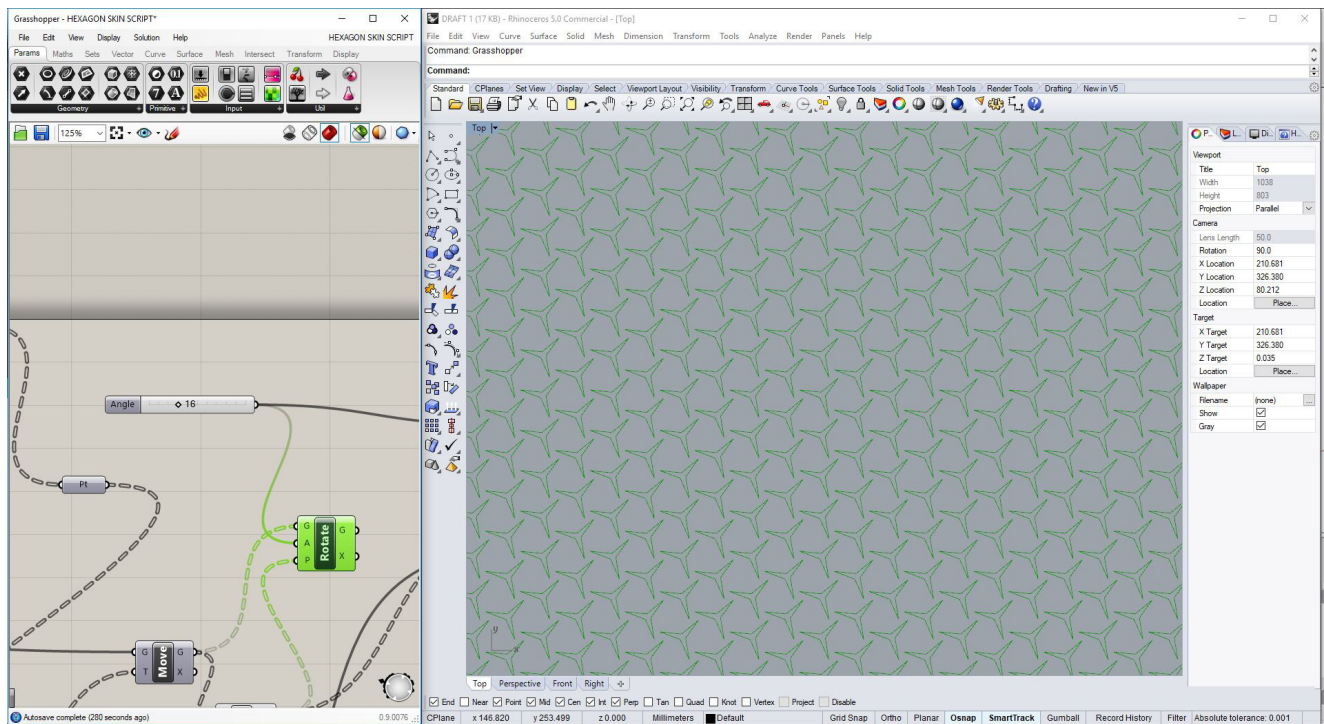 Grasshopper - HEXAGON SKIN SCRIPT*
File Edit View Display Solution Help HEXAGON SKIN SCRIPT
Params Maths Sets Vector Curve Surface Mesh Intersect Transform Display
Geometry + Primitive + Input + Util +
125%
Angle 16
Pt
G A P Rotate G X
G T Move G X
Autosave complete (280 seconds ago) 0.9.0076
DRAFT 1 (17 KB) - Rhinoceros 5.0 Commercial - [Top]
File Edit View Curve Surface Solid Mesh Dimension Transform Tools Analyze Render Panels Help
Command: Grasshopper
Command:
Standard CPlanes Set View Display Select Viewport Layout Visibility Transform Curve Tools Surface Tools Solid Tools Mesh Tools Render Tools Drafting New in V5
Top
y
x
P.. L.. Di.. H..
Viewport
Title Top
Width 1038
Height 803
Projection Parallel
Camera
Lens Length 50.0
Rotation 90.0
X Location 210.681
Y Location 326.380
Z Location 80.212
Location Place...
Target
X Target 210.681
Y Target 326.380
Z Target 0.035
Location Place...
Wallpaper
Filename (none) ...
Show
Gray
Top Perspective Front Right
End Near Point Mid Cen Int Perp Tan Quad Knot Vertex Project Disable
CPlane x 146.820 y 253.499 z 0.000 Millimeters Default Grid Snap Ortho Planar Osnap SmartTrack Gumball Record History Filter Absolute tolerance: 0.001